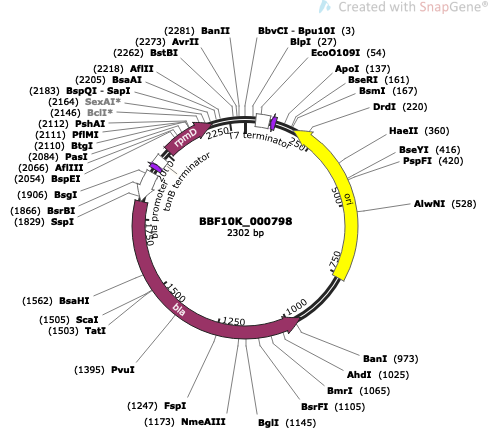 Created with SnapGene®
(2281) BanII
(2273) AvrII
(2262) BstBI
(2218) AflII
(2205) BsaAI
(2183) BspQI - SapI
(2164) SexAI*
(2146) BclI*
(2112) PshAI
(2111) PflMI
(2110) BtgI
(2084) PasI
(2066) AflIII
(2054) BspEI
(1906) BsgI
(1866) BsrBI
(1829) SspI
(1562) BsaHI
(1505) ScaI
(1503) TatI
(1395) PvuI
(1247) FspI
(1173) NmeAIII
BbvCI - Bpu10I (3)
BlpI (27)
EcoO109I (54)
ApoI (137)
BseRI (161)
BsmI (167)
DrdI (220)
HaeII (360)
BseYI (416)
PspFI (420)
AlwNI (528)
BanI (973)
AhdI (1025)
BmrI (1065)
BsrFI (1105)
BglI (1145)
rpmD
T7 terminator
tonB terminator
bla promoter
ori
bla
250
500
750
1000
1250
1500
1750
2000
2250
BBF10K_000798
2302 bp